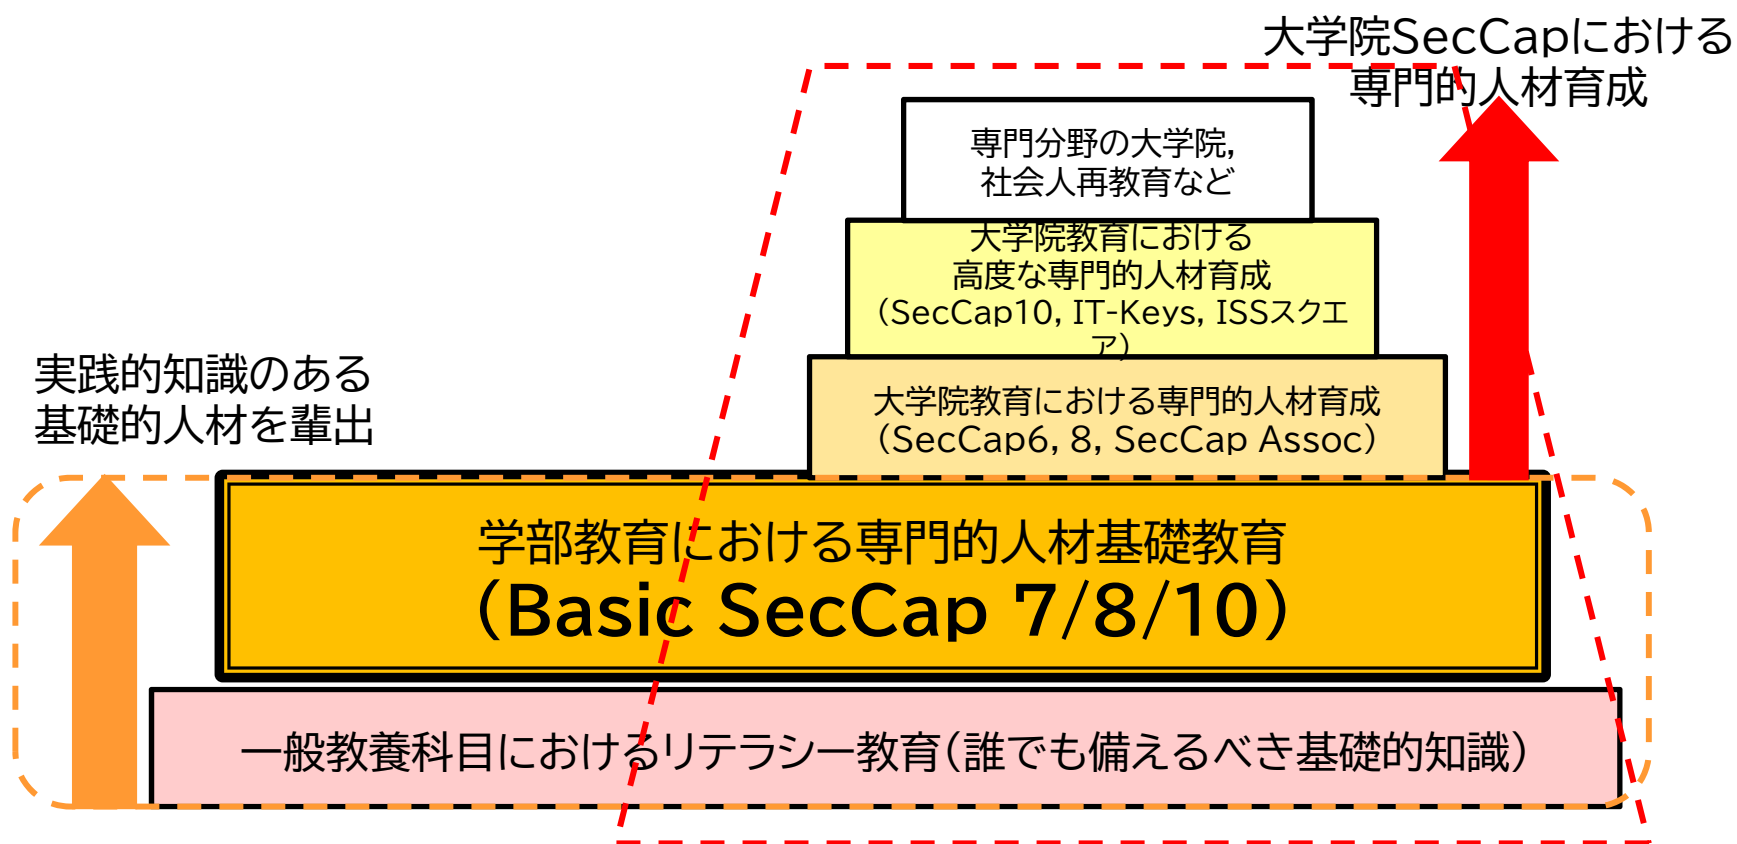 大学院SecCapにおける
専門的人材育成
専門分野の大学院,
社会人再教育など
大学院教育における
高度な専門的人材育成
（SecCap10, IT-Keys, ISSスクエ
ア）
実践的知識のある
基礎的人材を輩出
大学院教育における専門的人材育成
（SecCap6, 8, SecCap Assoc）
学部教育における専門的人材基礎教育
（Basic SecCap 7/8/10）
一般教養科目におけるリテラシー教育（誰でも備えるべき基礎的知識）